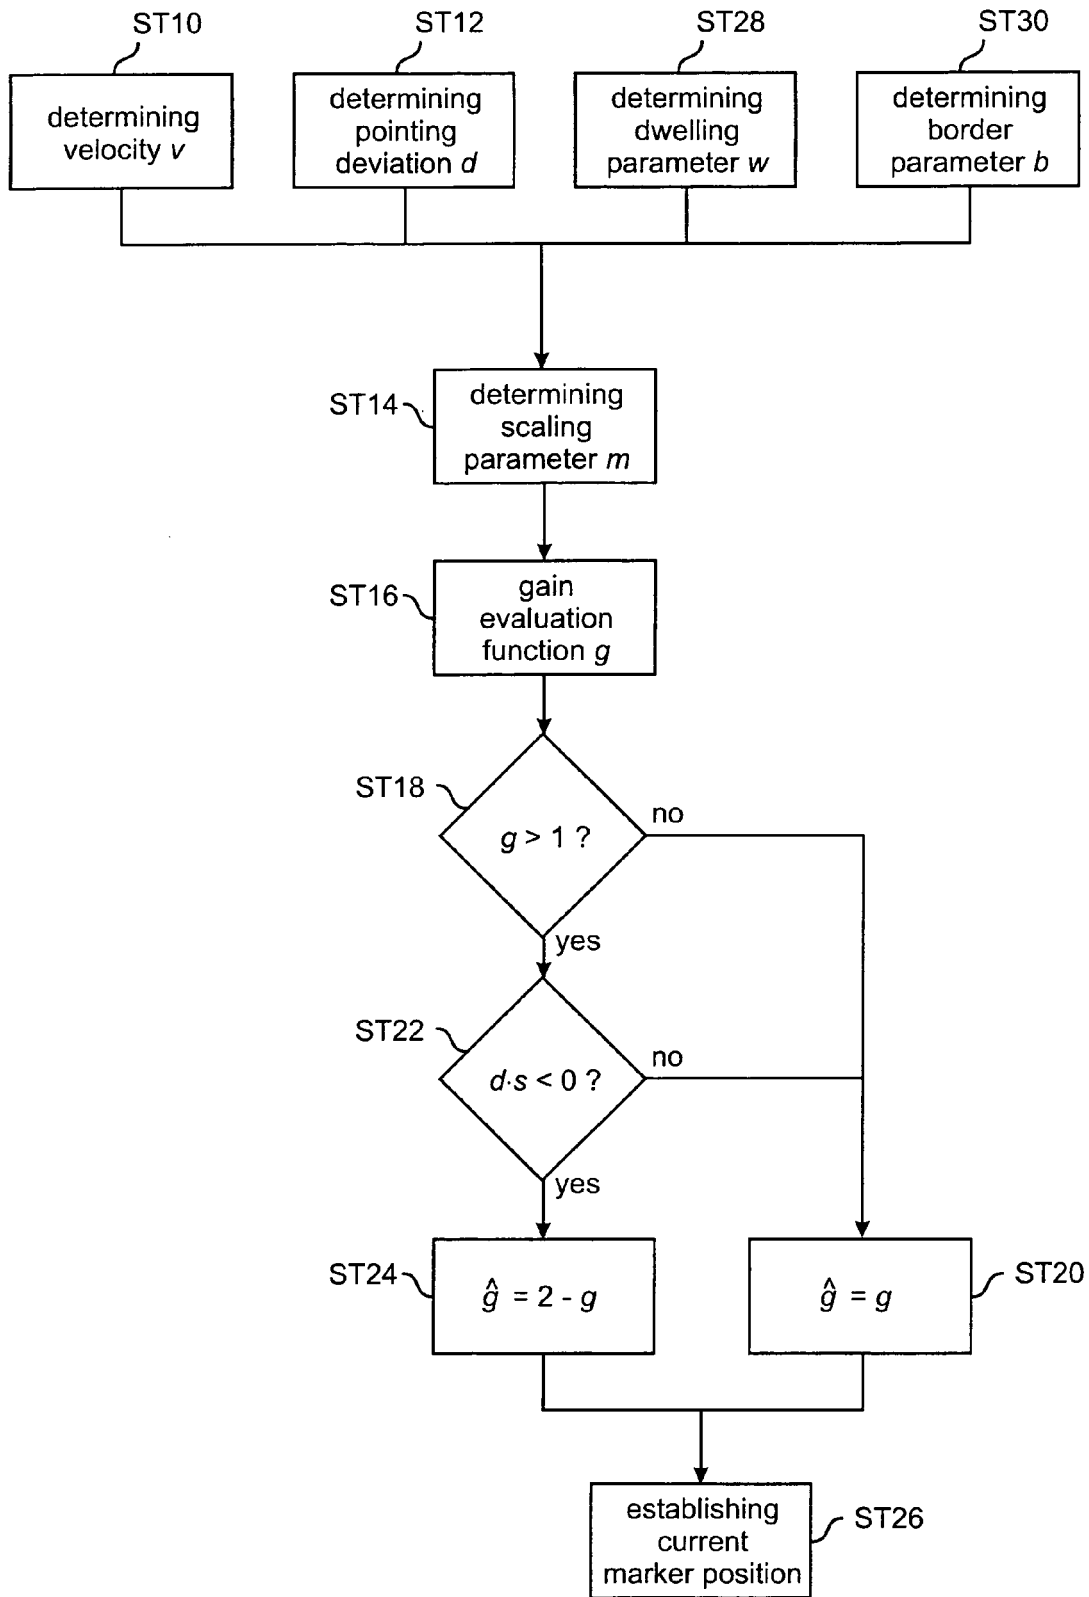 ST10
ST12
ST28
ST30
determining
velocity v
determining
pointing
deviation d
determining
dwelling
parameter w
determining
border
parameter b
ST14
determining
scaling
parameter m
ST16
gain
evaluation
function g
ST18
g > 1 ?
no
yes
ST22
d·s < 0 ?
no
yes
ST24
ĝ = 2 - g
ĝ = g
ST20
establishing
current
marker position
ST26